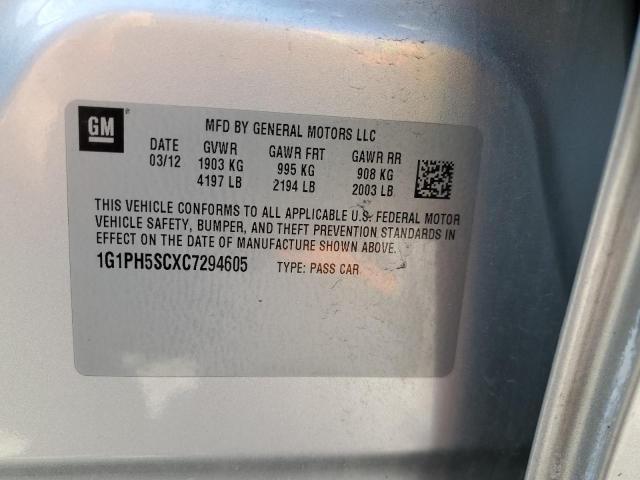 GM
MFD BY GENERAL MOTORS LLC
DATE GVWR GAWR FRT GAWR RR
03/12 1903 KG 995 KG 908 KG
4197 LB 2194 LB 2003 LB
THIS VEHICLE CONFORMS TO ALL APPLICABLE U.S. FEDERAL MOTOR
VEHICLE SAFETY, BUMPER, AND THEFT PREVENTION STANDARDS IN
EFFECT ON THE DATE OF MANUFACTURE SHOWN ABOVE.
1G1PH5SCXC7294605 TYPE: PASS CAR